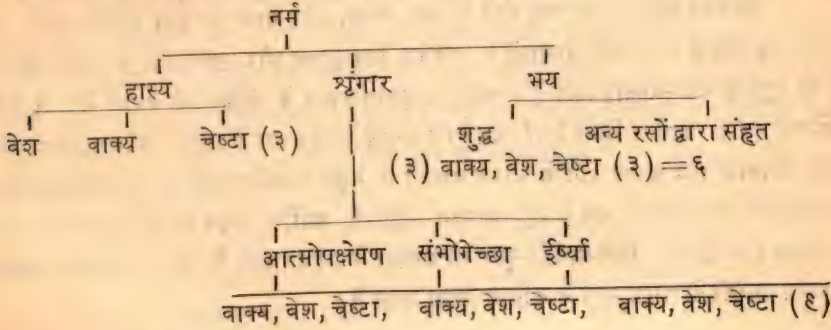 नर्म
हास्य शृंगार भय
वेश वाक्य चेष्टा (३) शुद्ध अन्य रसों द्वारा संहृत
(३) वाक्य, वेश, चेष्टा (३)=६
आत्मोपक्षेपण संभोगेच्छा ईर्ष्या
वाक्य, वेश, चेष्टा, वाक्य, वेश, चेष्टा, वाक्य, वेश, चेष्टा (९)